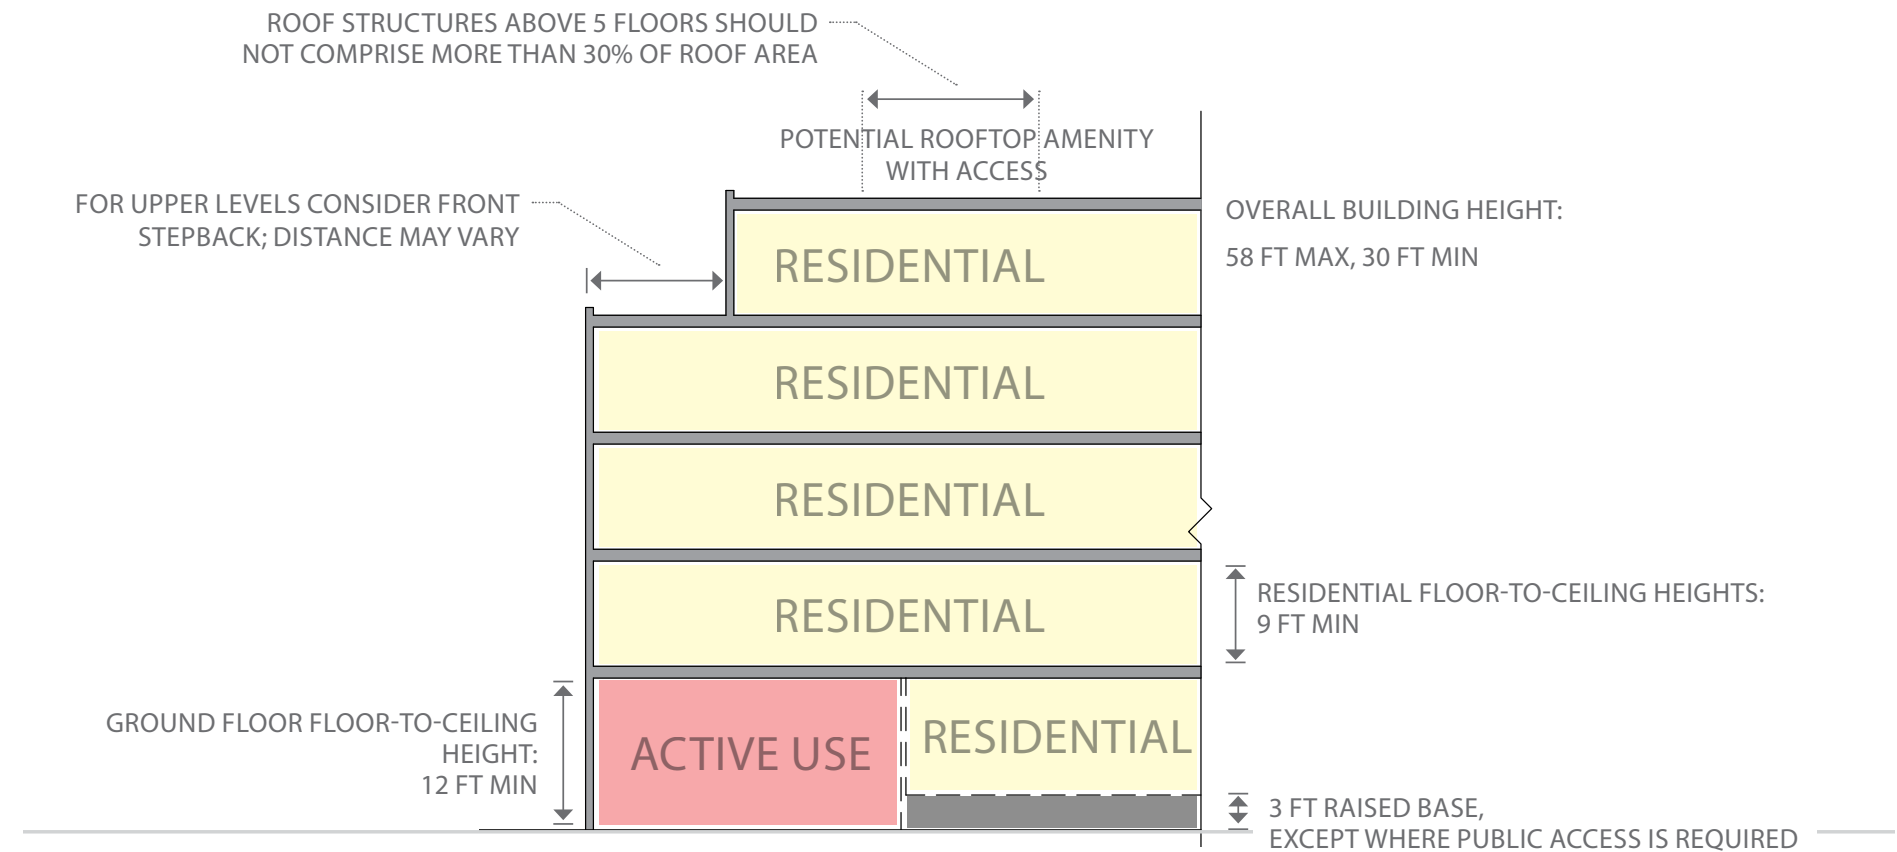 ROOF STRUCTURES ABOVE 5 FLOORS SHOULD
NOT COMPRISE MORE THAN 30% OF ROOF AREA
POTENTIAL ROOFTOP AMENITY
WITH ACCESS
FOR UPPER LEVELS CONSIDER FRONT
STEPBACK; DISTANCE MAY VARY
OVERALL BUILDING HEIGHT:
58 FT MAX, 30 FT MIN
RESIDENTIAL
RESIDENTIAL
RESIDENTIAL
RESIDENTIAL
RESIDENTIAL FLOOR-TO-CEILING HEIGHTS:
9 FT MIN
GROUND FLOOR FLOOR-TO-CEILING
HEIGHT:
12 FT MIN
ACTIVE USE
RESIDENTIAL
3 FT RAISED BASE,
EXCEPT WHERE PUBLIC ACCESS IS REQUIRED